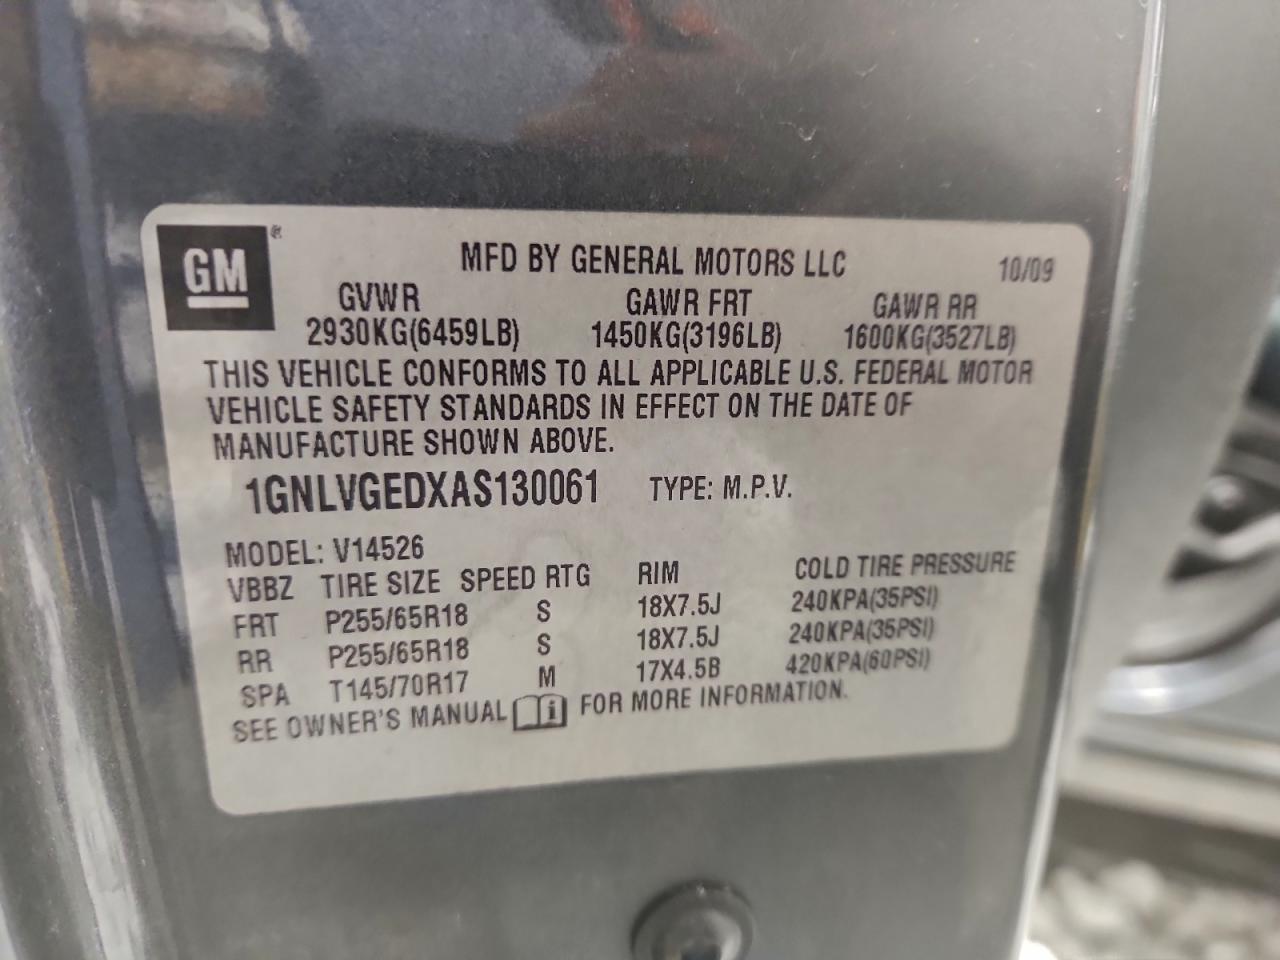 GM®
MFD BY GENERAL MOTORS LLC 10/09
GVWR GAWR FRT GAWR RR
2930KG(6459LB) 1450KG(3196LB) 1600KG(3527LB)
THIS VEHICLE CONFORMS TO ALL APPLICABLE U.S. FEDERAL MOTOR
VEHICLE SAFETY STANDARDS IN EFFECT ON THE DATE OF
MANUFACTURE SHOWN ABOVE.
1GNLVGEDXAS130061 TYPE: M.P.V.
MODEL: V14526
VBBZ TIRE SIZE SPEED RTG RIM COLD TIRE PRESSURE
FRT P255/65R18 S 18X7.5J 240KPA(35PSI)
RR P255/65R18 S 18X7.5J 240KPA(35PSI)
SPA T145/70R17 M 17X4.5B 420KPA(60PSI)
SEE OWNER'S MANUAL i FOR MORE INFORMATION.